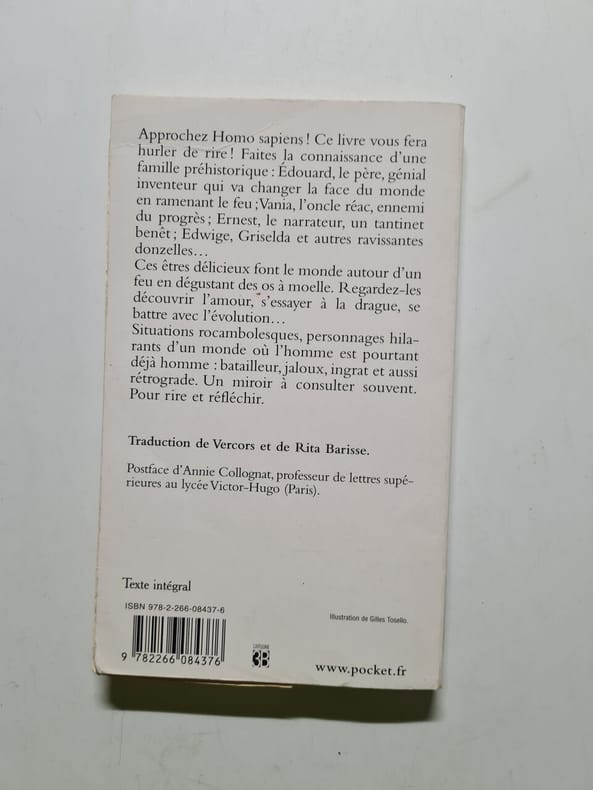 Approchez Homo sapiens ! Ce livre vous fera
hurler de rire ! Faites la connaissance d'une
famille préhistorique : Édouard, le père, génial
inventeur qui va changer la face du monde
en ramenant le feu ; Vania, l'oncle réac, ennemi
du progrès ; Ernest, le narrateur, un tantinet
benêt ; Edwige, Griselda et autres ravissantes
donzelles…
Ces êtres délicieux font le monde autour d'un
feu en dégustant des os à moelle. Regardez-les
découvrir l'amour, s'essayer à la drague, se
battre avec l'évolution…
Situations rocambolesques, personnages hila-
rants d'un monde où l'homme est pourtant
déjà homme : batailleur, jaloux, ingrat et aussi
rétrograde. Un miroir à consulter souvent.
Pour rire et réfléchir.
Traduction de Vercors et de Rita Barisse.
Postface d'Annie Collognat, professeur de lettres supé-
rieures au lycée Victor-Hugo (Paris).
Texte intégral
ISBN 978-2-266-08437-6
Illustration de Gilles Tosello.
9 782266 084376
www.pocket.fr